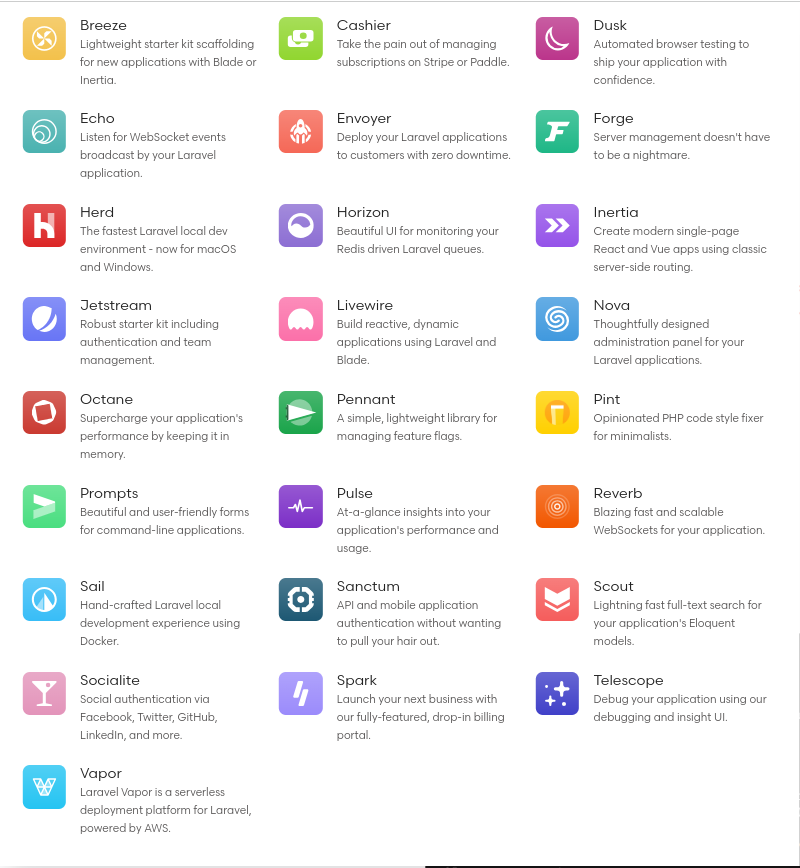 Breeze
Lightweight starter kit scaffolding
for new applications with Blade or
Inertia.
Cashier
Take the pain out of managing
subscriptions on Stripe or Paddle.
Dusk
Automated browser testing to
ship your application with
confidence.
Echo
Listen for WebSocket events
broadcast by your Laravel
application.
Envoyer
Deploy your Laravel applications
to customers with zero downtime.
Forge
Server management doesn't have
to be a nightmare.
Herd
The fastest Laravel local dev
environment - now for macOS
and Windows.
Horizon
Beautiful UI for monitoring your
Redis driven Laravel queues.
Inertia
Create modern single-page
React and Vue apps using classic
server-side routing.
Jetstream
Robust starter kit including
authentication and team
management.
Livewire
Build reactive, dynamic
applications using Laravel and
Blade.
Nova
Thoughtfully designed
administration panel for your
Laravel applications.
Octane
Supercharge your application's
performance by keeping it in
memory.
Pennant
A simple, lightweight library for
managing feature flags.
Pint
Opinionated PHP code style fixer
for minimalists.
Prompts
Beautiful and user-friendly forms
for command-line applications.
Pulse
At-a-glance insights into your
application's performance and
usage.
Reverb
Blazing fast and scalable
WebSockets for your application.
Sail
Hand-crafted Laravel local
development experience using
Docker.
Sanctum
API and mobile application
authentication without wanting
to pull your hair out.
Scout
Lightning fast full-text search for
your application's Eloquent
models.
Socialite
Social authentication via
Facebook, Twitter, GitHub,
LinkedIn, and more.
Spark
Launch your next business with
our fully-featured, drop-in billing
portal.
Telescope
Debug your application using our
debugging and insight UI.
Vapor
Laravel Vapor is a serverless
deployment platform for Laravel,
powered by AWS.